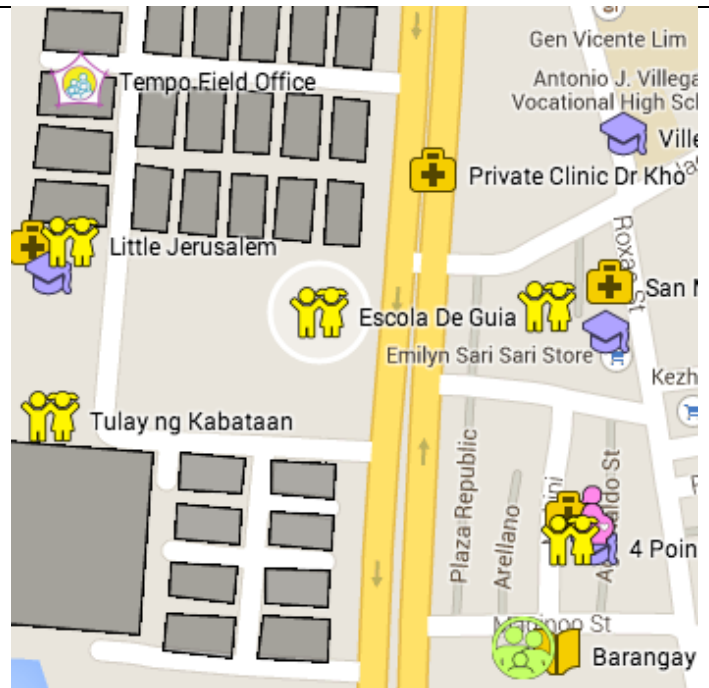 Gen Vicente Lim
Tempo Field Office
Antonio J. Villega
Vocational High Sch
Ville
Private Clinic Dr Kho
Roxas St
Little Jerusalem
San
Escola De Guia
Emilyn Sari Sari Store
Kezh
Tulay ng Kabataan
Plaza Republic
Arellano
4 Poin
Barangay